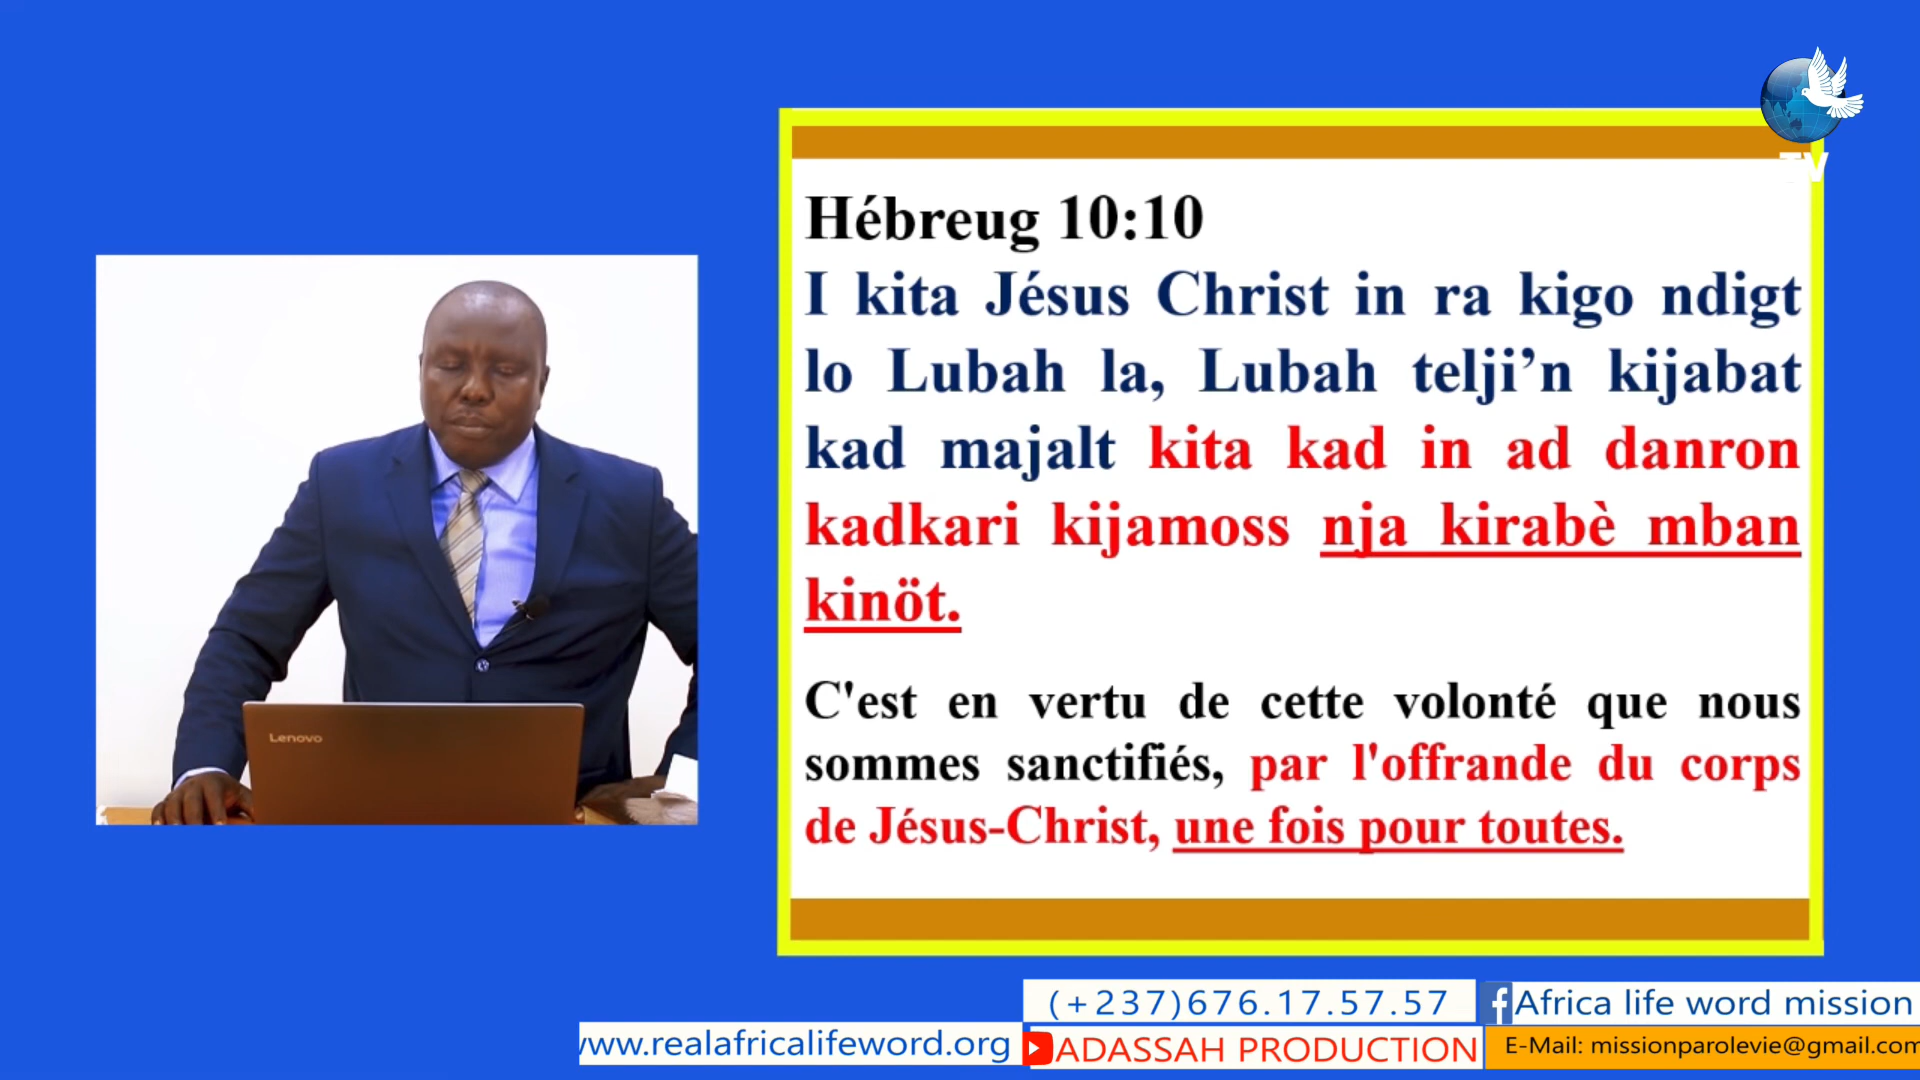 TV
Hébreug 10:10
I kita Jésus Christ in ra kigo ndigt
lo Lubah la, Lubah telji’n kijabat
kad majalt kita kad in ad danron
kadkari kijamoss nja kirabè mban
kinöt.
C'est en vertu de cette volonté que nous
sommes sanctifiés, par l'offrande du corps
de Jésus-Christ, une fois pour toutes.
Lenovo
(+237)676.17.57.57
Africa life word mission
www.realafricalifeword.org
ADASSAH PRODUCTION
E-Mail: missionparolevie@gmail.com